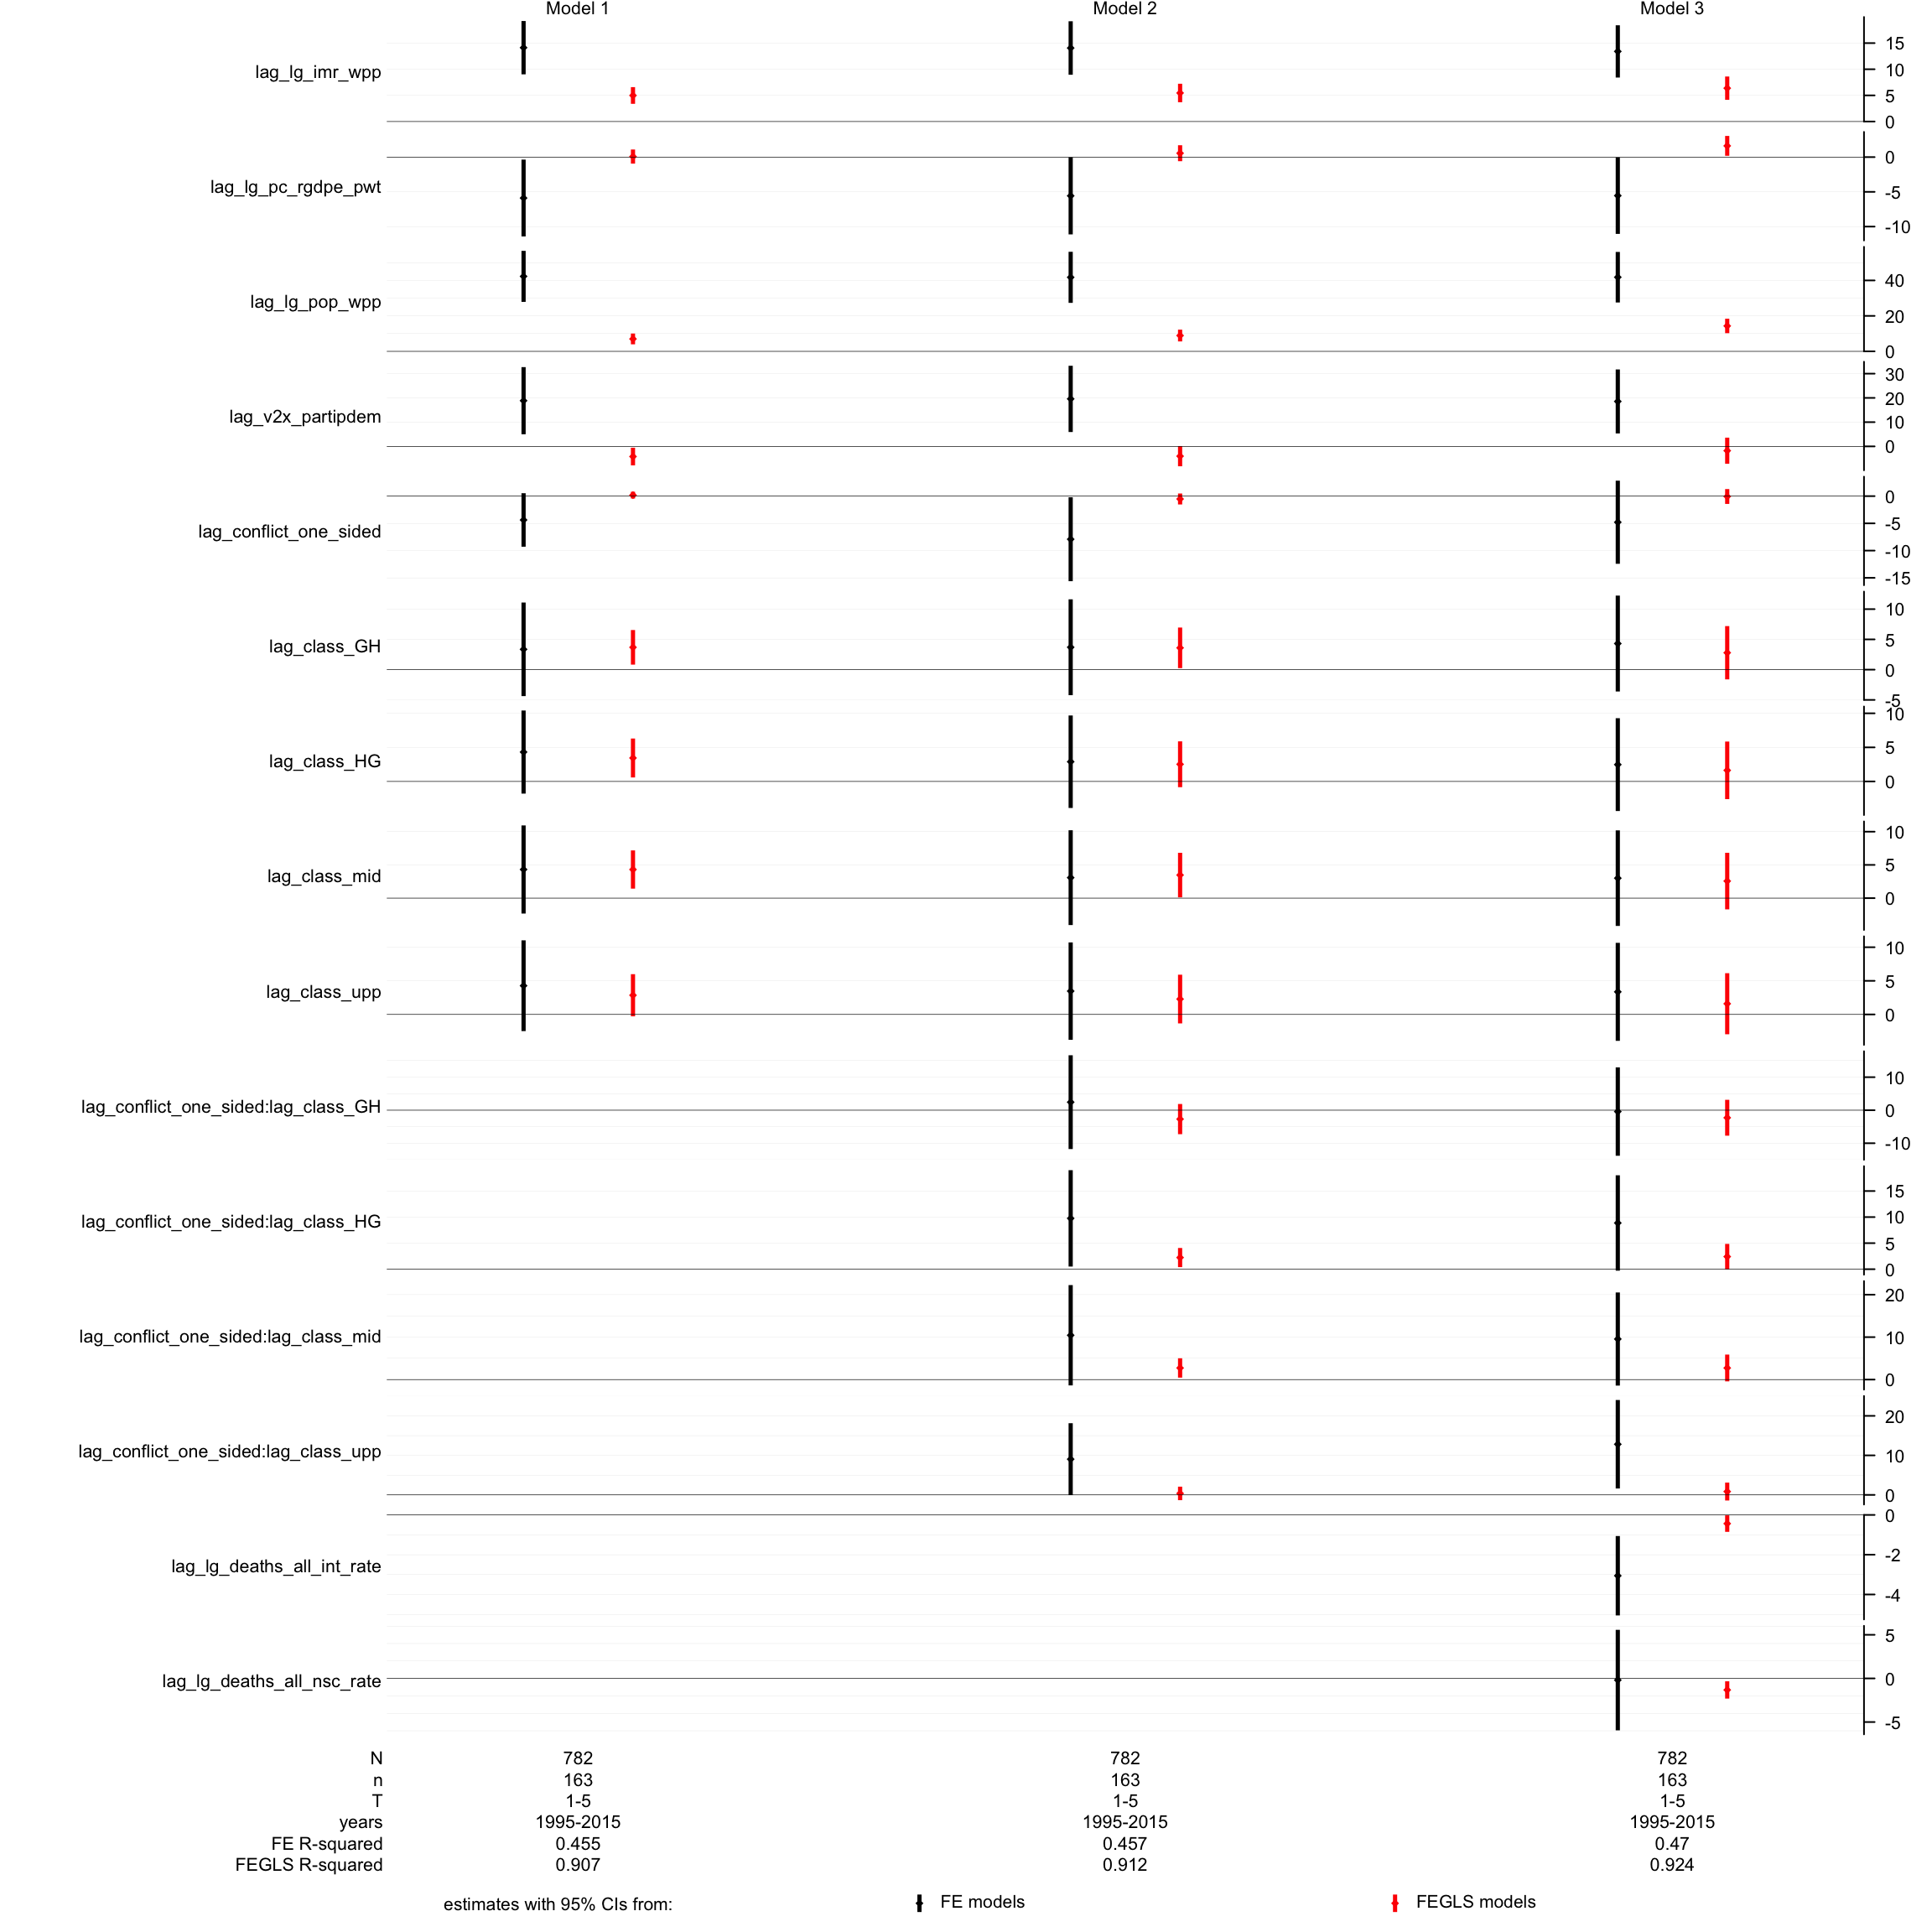 Model 1 Model 2 Model 3
lag_lg_imr_wpp
15
10
5
0
lag_lg_pc_rgdpe_pwt
0
-5
-10
lag_lg_pop_wpp
40
20
0
lag_v2x_partipdem
30
20
10
0
lag_conflict_one_sided
0
-5
-10
-15
lag_class_GH
10
5
0
-5
lag_class_HG
10
5
0
lag_class_mid
10
5
0
lag_class_upp
10
5
0
lag_conflict_one_sided:lag_class_GH
10
0
-10
lag_conflict_one_sided:lag_class_HG
15
10
5
0
lag_conflict_one_sided:lag_class_mid
20
10
0
lag_conflict_one_sided:lag_class_upp
20
10
0
lag_lg_deaths_all_int_rate
0
-2
-4
lag_lg_deaths_all_nsc_rate
5
0
-5
N 782 782 782
n 163 163 163
T 1-5 1-5 1-5
years 1995-2015 1995-2015 1995-2015
FE R-squared 0.455 0.457 0.47
FEGLS R-squared 0.907 0.912 0.924
estimates with 95% CIs from: FE models FEGLS models